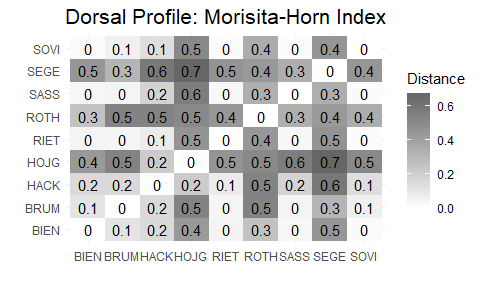 Dorsal Profile: Morisita-Horn Index
SOVI 0 0.1 0.1 0.5 0 0.4 0 0.4 0
SEGE 0.5 0.3 0.6 0.7 0.5 0.4 0.3 0 0.4
SASS 0 0 0.2 0.6 0 0.3 0 0.3 0
ROTH 0.3 0.5 0.5 0.5 0.4 0 0.3 0.4 0.4
RIET 0 0 0.1 0.5 0 0.4 0 0.5 0
HOJG 0.4 0.5 0.2 0 0.5 0.5 0.6 0.7 0.5
HACK 0.2 0.2 0 0.2 0.1 0.5 0.2 0.6 0.1
BRUM 0.1 0 0.2 0.5 0 0.5 0 0.3 0.1
BIEN 0 0.1 0.2 0.4 0 0.3 0 0.5 0
BIEN BRUM HACK HOJG RIET ROTH SASS SEGE SOVI
Distance
0.6
0.4
0.2
0.0